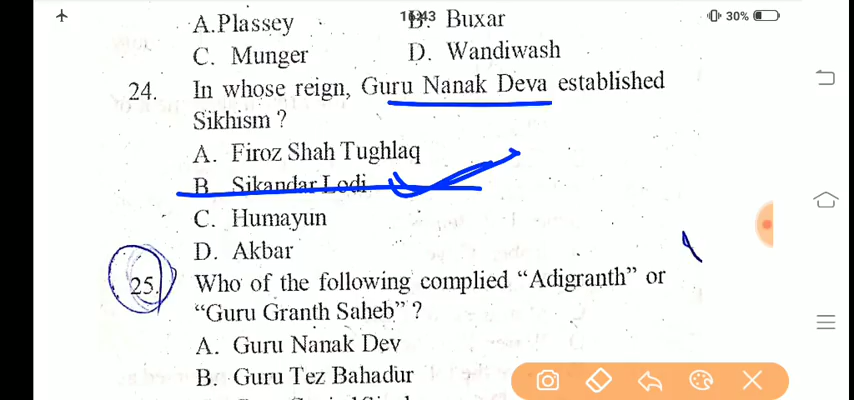 16:43
30%
A.Plassey B. Buxar
C. Munger D. Wandiwash
24. In whose reign, Guru Nanak Deva established
Sikhism ?
A. Firoz Shah Tughlaq
B Sikandar Lodi
C. Humayun
D. Akbar
25. Who of the following complied “Adigranth” or
“Guru Granth Saheb” ?
A. Guru Nanak Dev
B. Guru Tez Bahadur